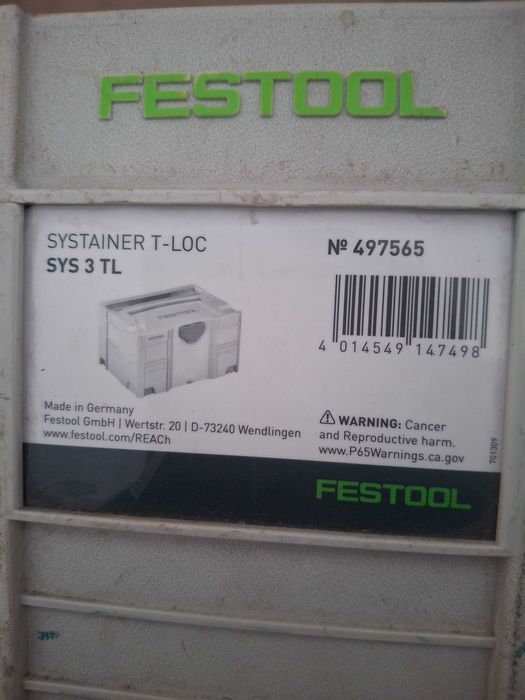 FESTOOL
SYSTAINER T-LOC
SYS 3 TL
№ 497565
4 014549 147498
Made in Germany
Festool GmbH | Wertstr. 20 | D-73240 Wendlingen
www.festool.com/REACh
⚠ WARNING: Cancer
and Reproductive harm.
www.P65Warnings.ca.gov
701309
FESTOOL